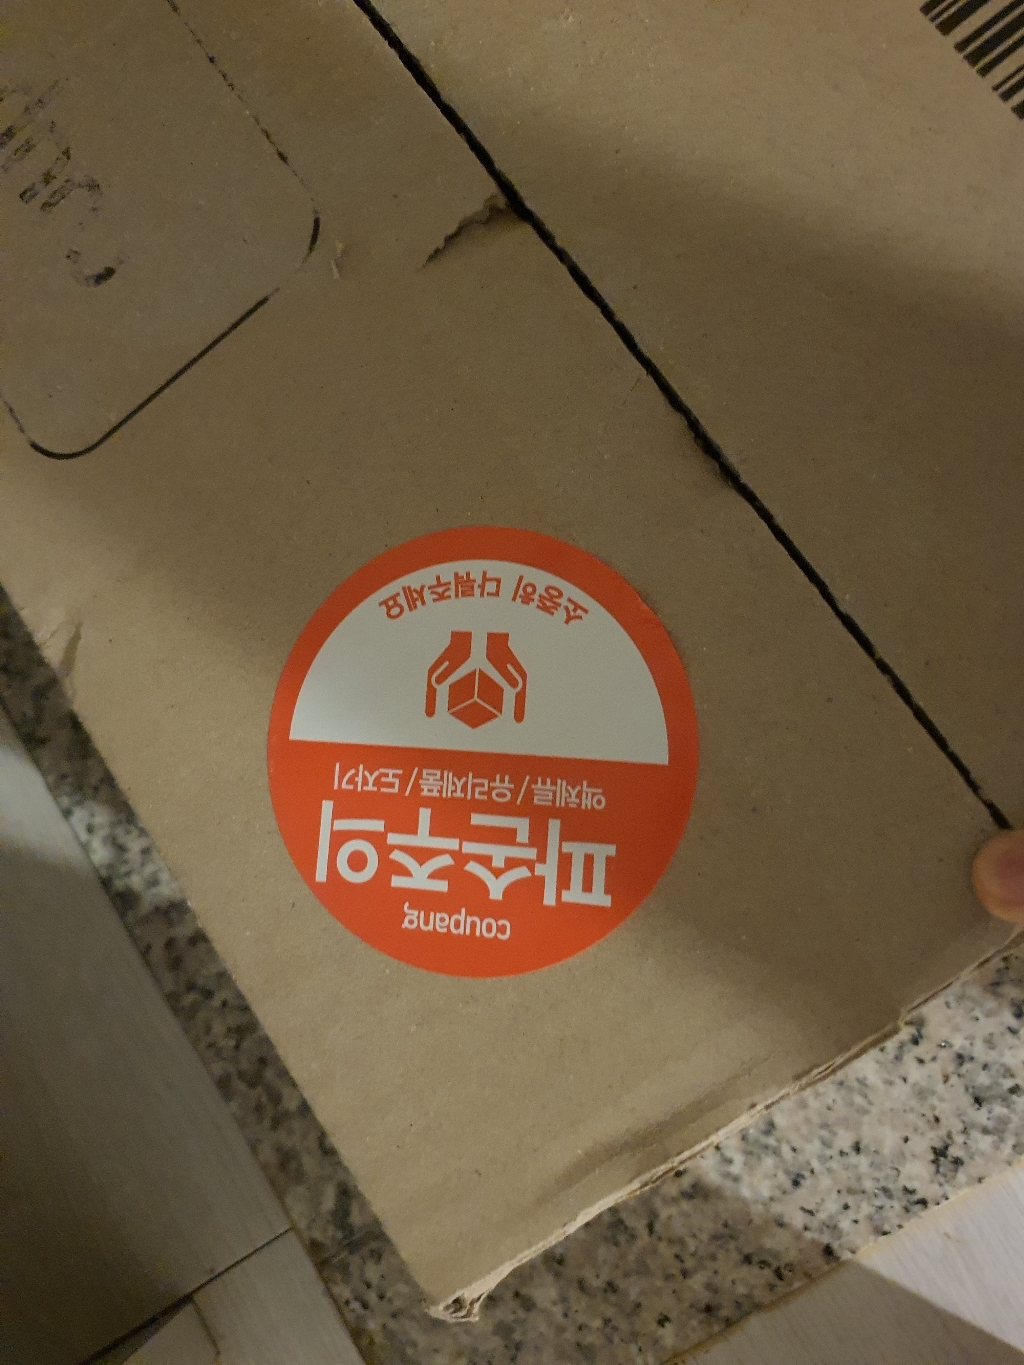 coupang
파손주의
액체류/유리제품/도자기
소중히 다뤄주세요